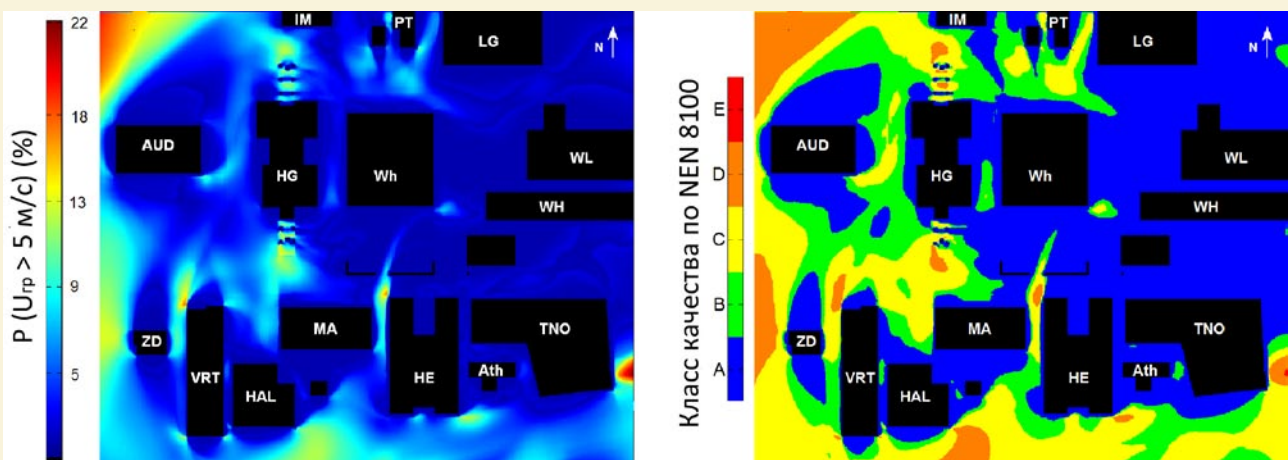 P (Uгр > 5 м/с) (%)
22
18
13
9
5
IM
PT
LG
N
AUD
HG
Wh
WL
WH
ZD
VRT
MA
HAL
HE
Ath
TNO
Класс качества по NEN 8100
E
D
C
B
A
IM
PT
LG
N
AUD
HG
Wh
WL
WH
ZD
VRT
MA
HAL
HE
Ath
TNO